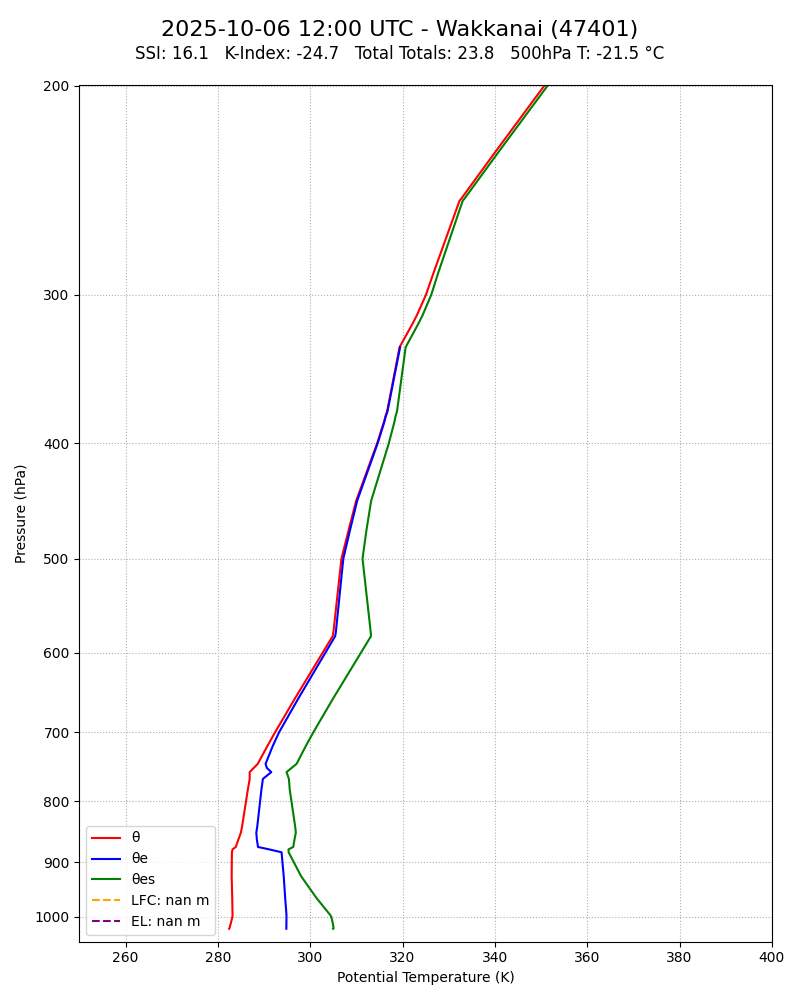 2025-10-06 12:00 UTC - Wakkanai (47401)
SSI: 16.1 K-Index: -24.7 Total Totals: 23.8 500hPa T: -21.5 °C
200
300
400
500
600
700
800
900
1000
Pressure (hPa)
θ
θe
θes
LFC: nan m
EL: nan m
260 280 300 320 340 360 380 400
Potential Temperature (K)